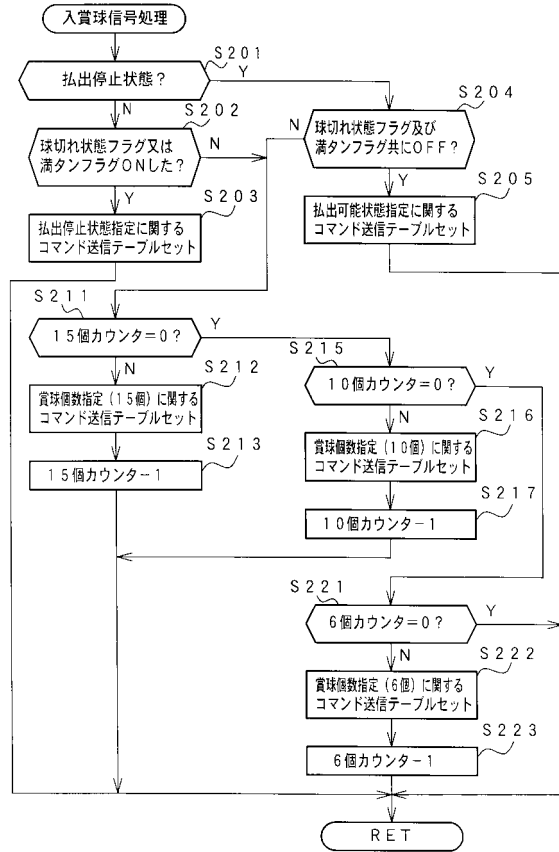 入賞球信号処理
S201
払出停止状態?
Y
N
S202
球切れ状態フラグ又は
満タンフラグONした?
N
Y
S203
払出停止状態指定に関する
コマンド送信テーブルセット
S204
N
球切れ状態フラグ及び
満タンフラグ共にOFF?
Y
S205
払出可能状態指定に関する
コマンド送信テーブルセット
S211
15個カウンター=0?
Y
N
S212
賞球個数指定(15個)に関する
コマンド送信テーブルセット
S213
15個カウンター-1
S215
10個カウンター=0?
Y
N
S216
賞球個数指定(10個)に関する
コマンド送信テーブルセット
S217
10個カウンター-1
S221
6個カウンター=0?
Y
N
S222
賞球個数指定(6個)に関する
コマンド送信テーブルセット
S223
6個カウンター-1
RET